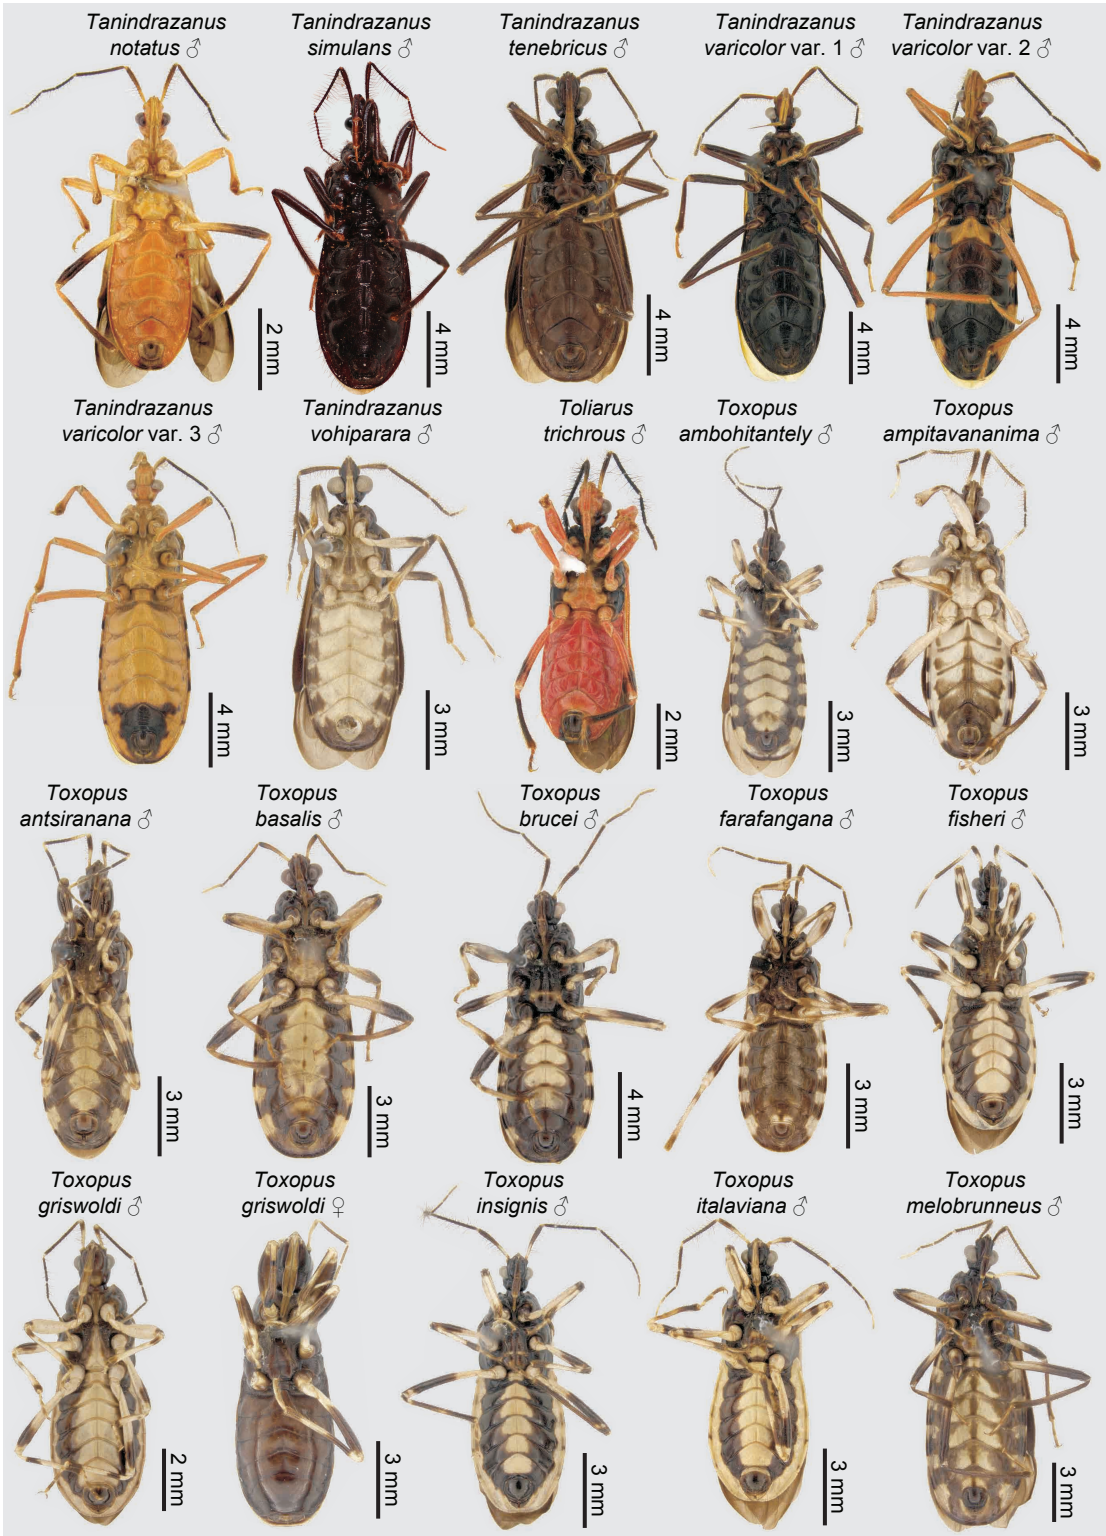 Tanindrazanus
notatus ♂
Tanindrazanus
simulans ♂
Tanindrazanus
tenebricus ♂
Tanindrazanus
varicolor var. 1 ♂
Tanindrazanus
varicolor var. 2 ♂
2 mm
4 mm
4 mm
4 mm
4 mm
Tanindrazanus
varicolor var. 3 ♂
Tanindrazanus
vohiparara ♂
Toliarus
trichrous ♂
Toxopus
ambohitantely ♂
Toxopus
ampitavananima ♂
4 mm
3 mm
2 mm
3 mm
3 mm
Toxopus
antsiranana ♂
Toxopus
basalis ♂
Toxopus
brucei ♂
Toxopus
farafangana ♂
Toxopus
fisheri ♂
3 mm
3 mm
4 mm
3 mm
3 mm
Toxopus
griswoldi ♂
Toxopus
griswoldi ♀
Toxopus
insignis ♂
Toxopus
italaviana ♂
Toxopus
melobrunneus ♂
2 mm
3 mm
3 mm
3 mm
3 mm